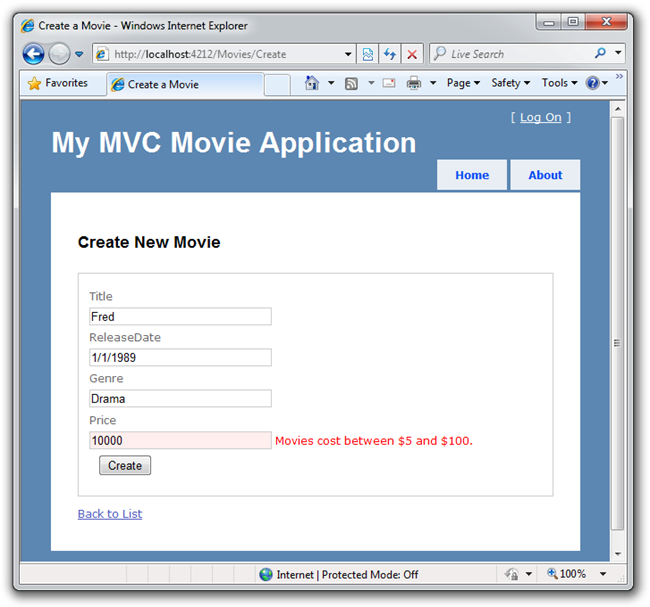 Create a Movie - Windows Internet Explorer
http://localhost:4212/Movies/Create
Live Search
Favorites
Create a Movie
Page
Safety
Tools
[ Log On ]
My MVC Movie Application
Home
About
Create New Movie
Title
Fred
ReleaseDate
1/1/1989
Genre
Drama
Price
10000 Movies cost between $5 and $100.
Create
Back to List
Internet | Protected Mode: Off
100%